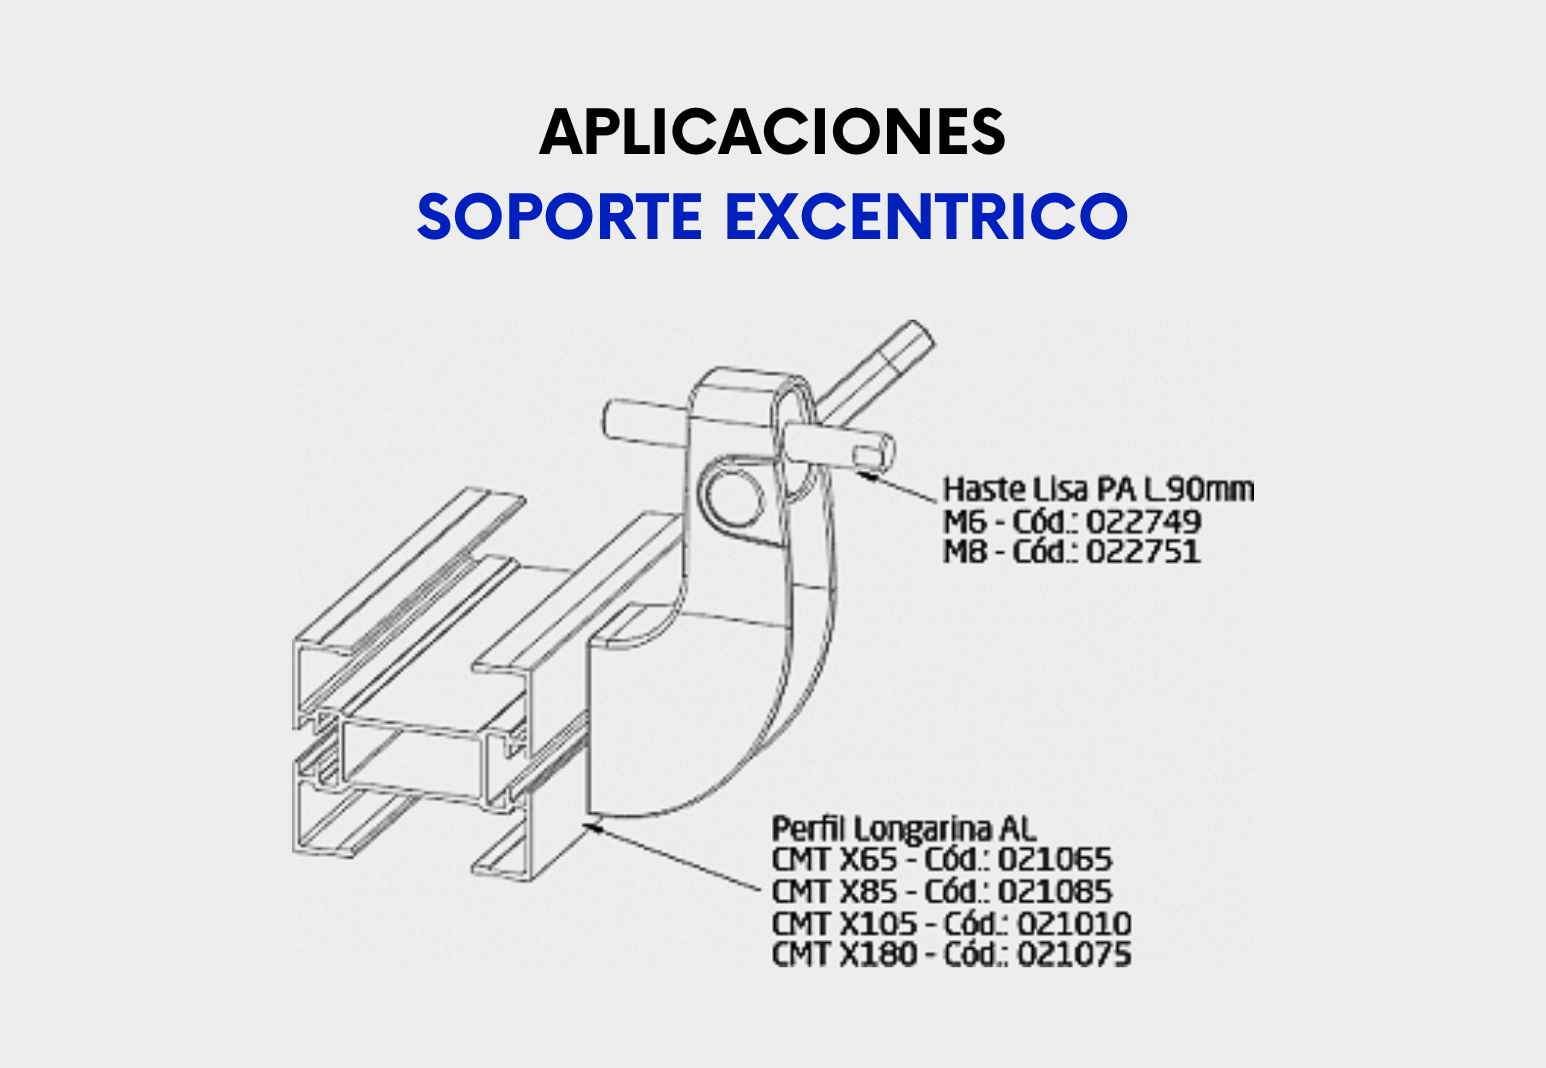 APLICACIONES
SOPORTE EXCENTRICO
Haste Lisa PA L.90mm
M6 - Cód.: 022749
M8 - Cód.: 022751
Perfil Longarina AL
CMT X65 - Cód.: 021065
CMT X85 - Cód.: 021085
CMT X105 - Cód.: 021010
CMT X180 - Cód.: 021075